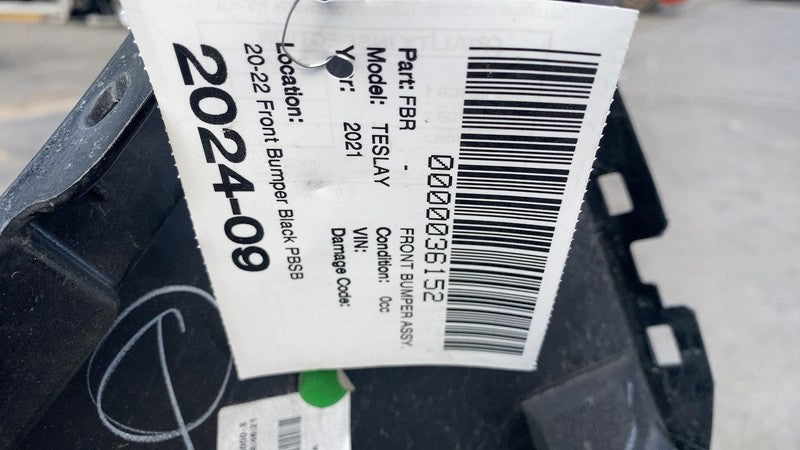 0000036152
Part: FBR - FRONT BUMPER ASSY.
Model: TESLAY Condition: 0cc
Year: 2021 VIN:
Damage Code:
Location:
20-22 Front Bumper Black PBSB
2024-09